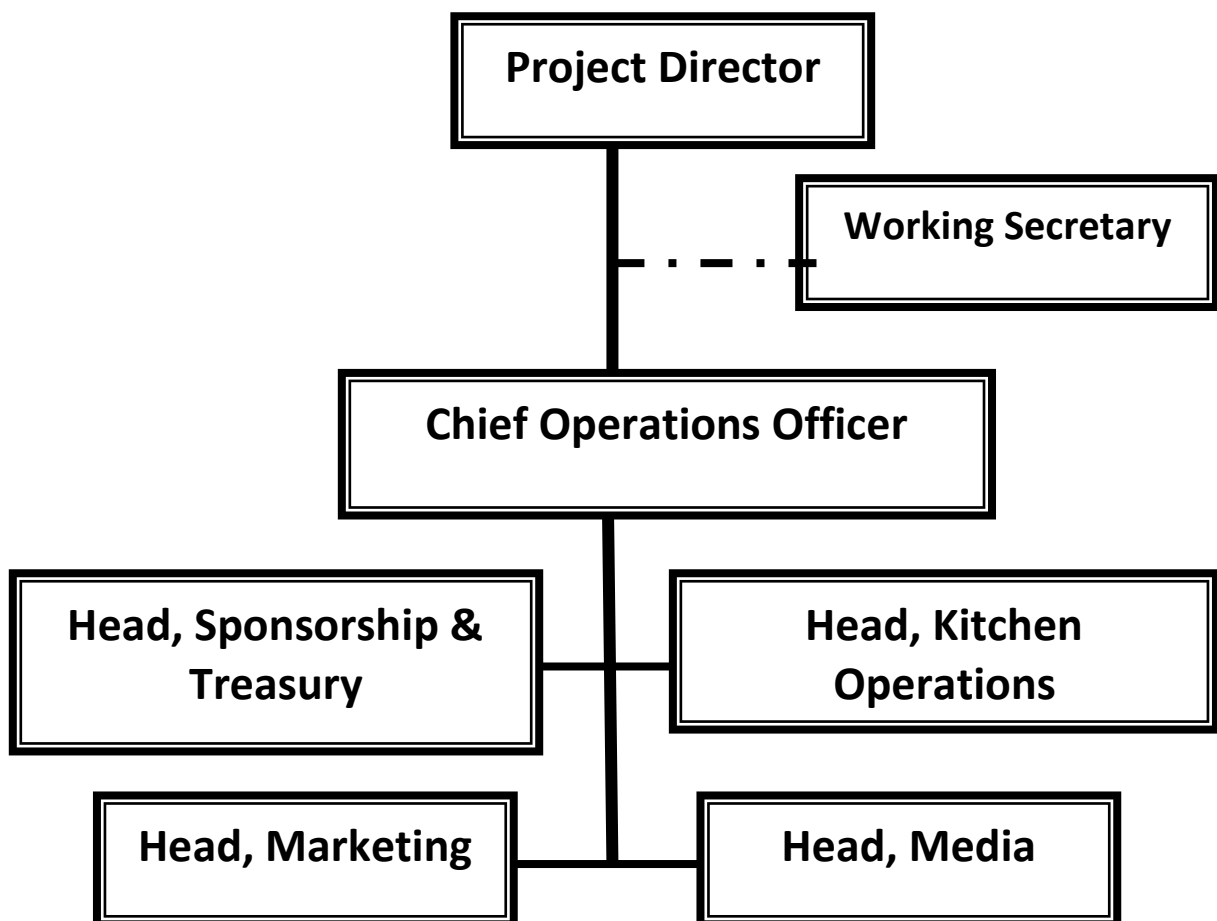 Project Director
Working Secretary
Chief Operations Officer
Head, Sponsorship &
Treasury
Head, Kitchen
Operations
Head, Marketing
Head, Media